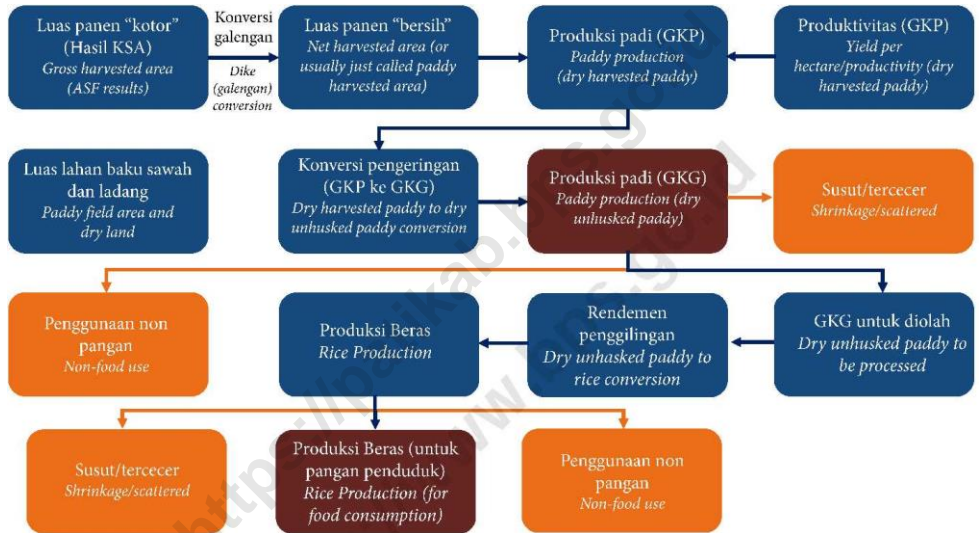 Luas panen “kotor”
(Hasil KSA)
Gross harvested area
(ASF results)
Konversi
galengan
Dike
(galengan)
conversion
Luas panen “bersih”
Net harvested area (or
usually just called paddy
harvested area)
Produksi padi (GKP)
Paddy production
(dry harvested paddy)
Produktivitas (GKP)
Yield per
hectare/productivity (dry
harvested paddy)
Luas lahan baku sawah
dan ladang
Paddy field area and
dry land
Konversi pengeringan
(GKP ke GKG)
Dry harvested paddy to dry
unhusked paddy conversion
Produksi padi (GKG)
Paddy production (dry
unhusked paddy)
Susut/tercecer
Shrinkage/scattered
Penggunaan non
pangan
Non-food use
Produksi Beras
Rice Production
Rendemen
penggilingan
Dry unhasked paddy to
rice conversion
GKG untuk diolah
Dry unhusked paddy to
be processed
Susut/tercecer
Shrinkage/scattered
Produksi Beras (untuk
pangan penduduk)
Rice Production (for
food consumption)
Penggunaan non
pangan
Non-food use